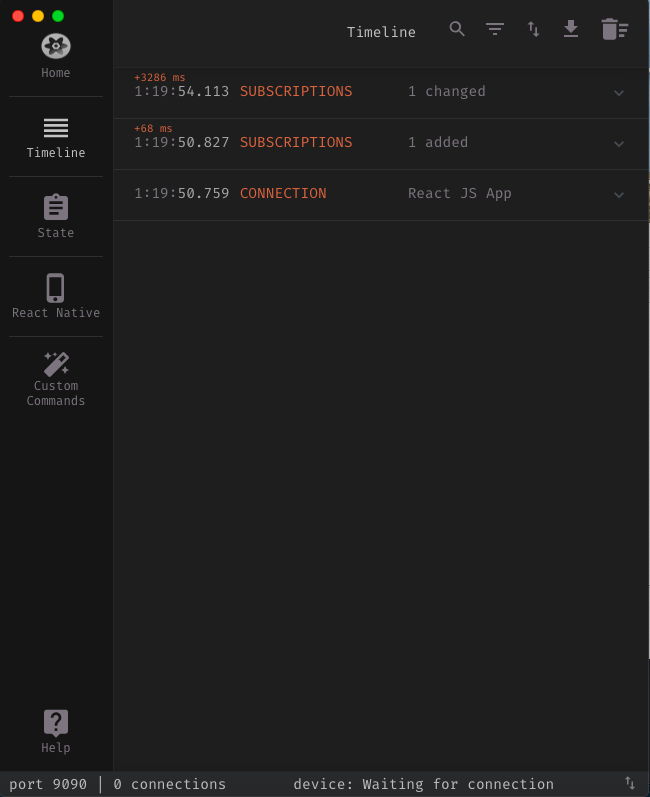 Timeline
Home
Timeline
State
React Native
Custom
Commands
Help
+3286 ms
1:19:54.113 SUBSCRIPTIONS 1 changed
+68 ms
1:19:50.827 SUBSCRIPTIONS 1 added
1:19:50.759 CONNECTION React JS App
port 9090 | 0 connections device: Waiting for connection